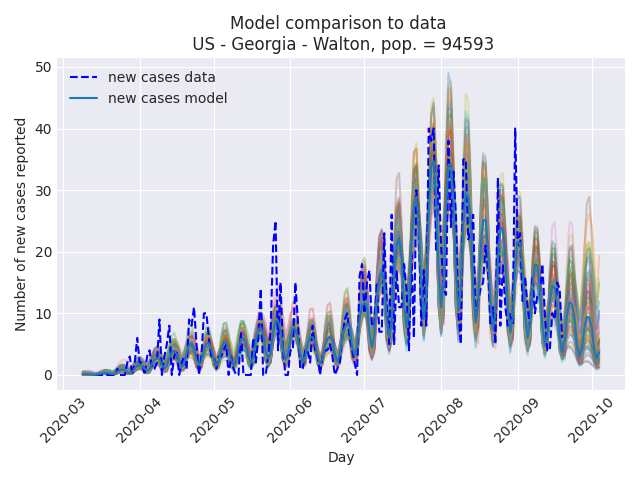 Model comparison to data
US - Georgia - Walton, pop. = 94593
new cases data
new cases model
Number of new cases reported
50
40
30
20
10
0
2020-03
2020-04
2020-05
2020-06
2020-07
2020-08
2020-09
2020-10
Day